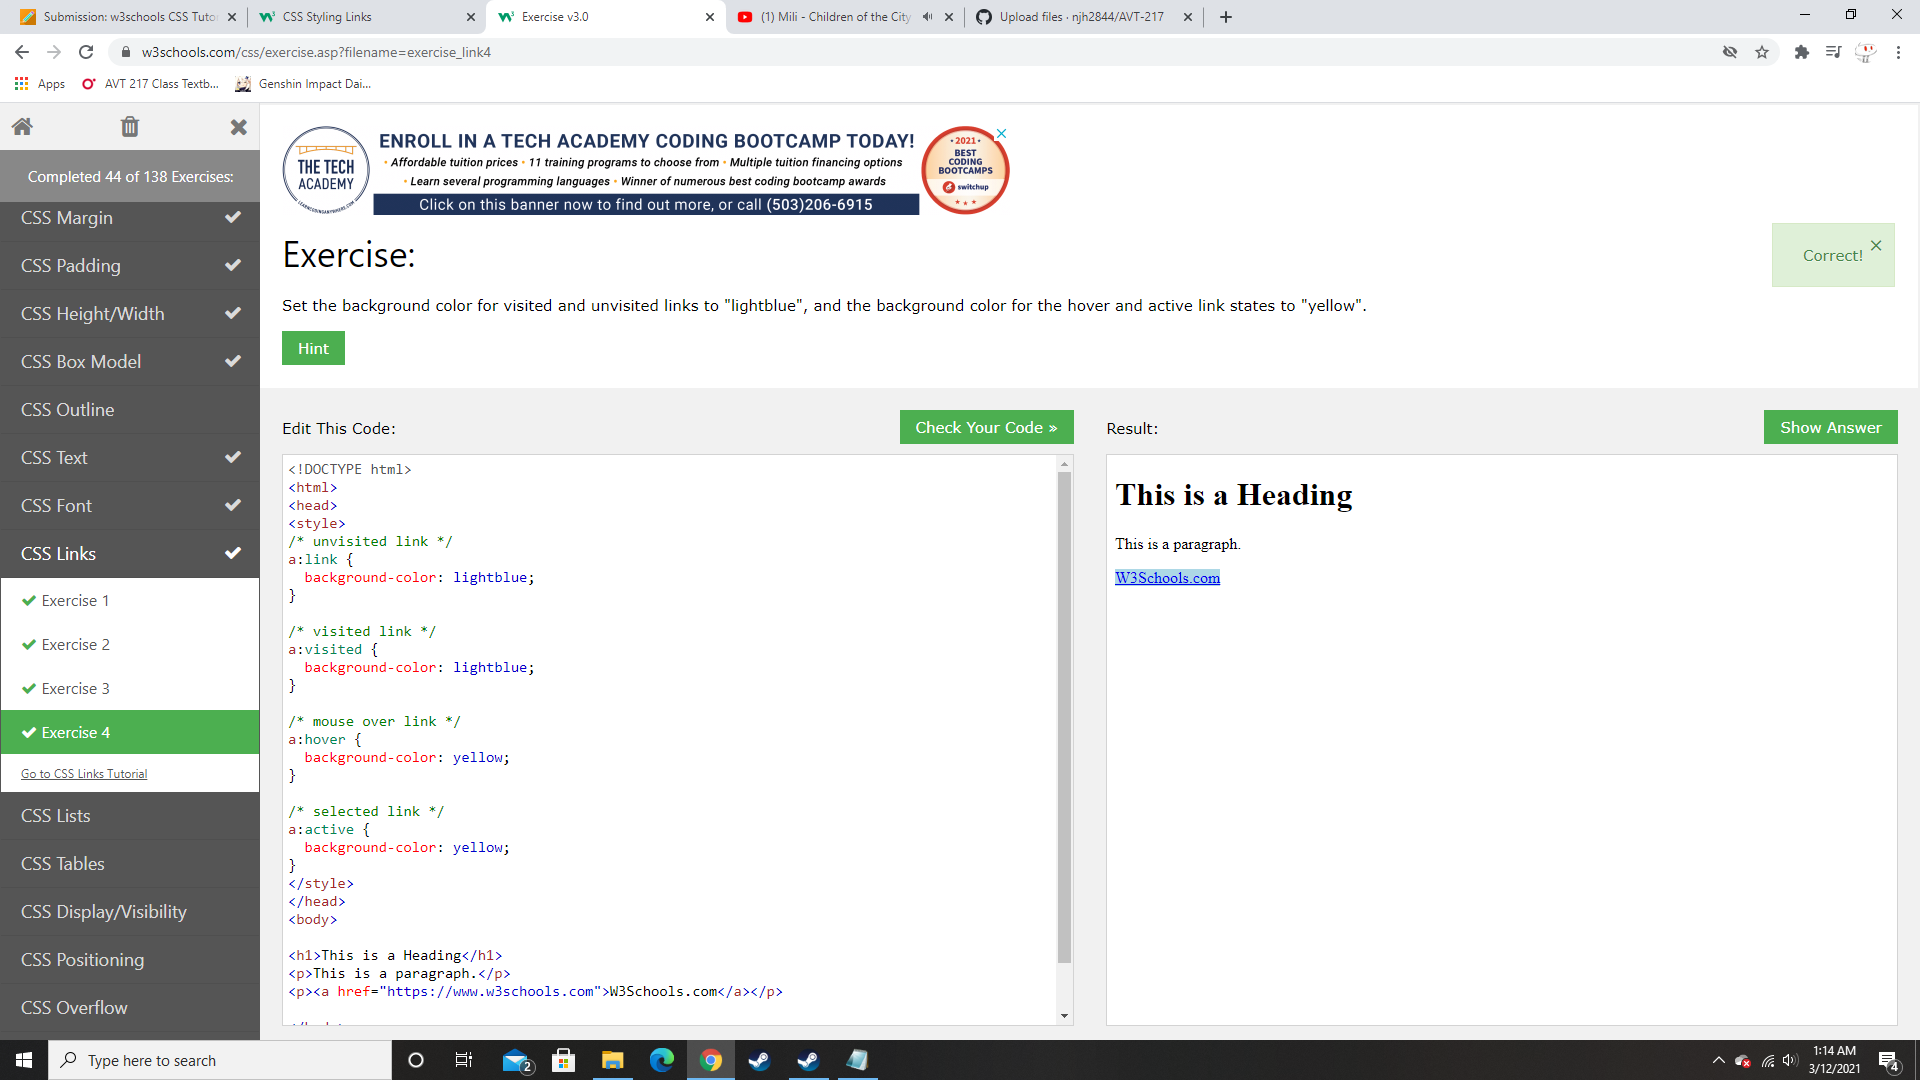 Submission: w3schools CSS Tutor
CSS Styling Links
Exercise v3.0
(1) Mili - Children of the City
Upload files · njh2844/AVT-217
w3schools.com/css/exercise.asp?filename=exercise_link4
Apps
AVT 217 Class Textb...
Genshin Impact Dai...
Completed 44 of 138 Exercises:
CSS Margin
CSS Padding
CSS Height/Width
CSS Box Model
CSS Outline
CSS Text
CSS Font
CSS Links
Exercise 1
Exercise 2
Exercise 3
Exercise 4
Go to CSS Links Tutorial
CSS Lists
CSS Tables
CSS Display/Visibility
CSS Positioning
CSS Overflow
THE TECH
ACADEMY
LEARNCODINGANYWHERE.COM
ENROLL IN A TECH ACADEMY CODING BOOTCAMP TODAY!
• Affordable tuition prices • 11 training programs to choose from • Multiple tuition financing options
• Learn several programming languages • Winner of numerous best coding bootcamp awards
Click on this banner now to find out more, or call (503)206-6915
• 2021 •
BEST
CODING
BOOTCAMPS
switchup
Exercise:
Correct!
Set the background color for visited and unvisited links to "lightblue", and the background color for the hover and active link states to "yellow".
Hint
Edit This Code:
Check Your Code »
<!DOCTYPE html>
<html>
<head>
<style>
/* unvisited link */
a:link {
  background-color: lightblue;
}
/* visited link */
a:visited {
  background-color: lightblue;
}
/* mouse over link */
a:hover {
  background-color: yellow;
}
/* selected link */
a:active {
  background-color: yellow;
}
</style>
</head>
<body>
<h1>This is a Heading</h1>
<p>This is a paragraph.</p>
<p><a href="https://www.w3schools.com">W3Schools.com</a></p>
Result:
Show Answer
This is a Heading
This is a paragraph.
W3Schools.com
Type here to search
2
1:14 AM
3/12/2021
4